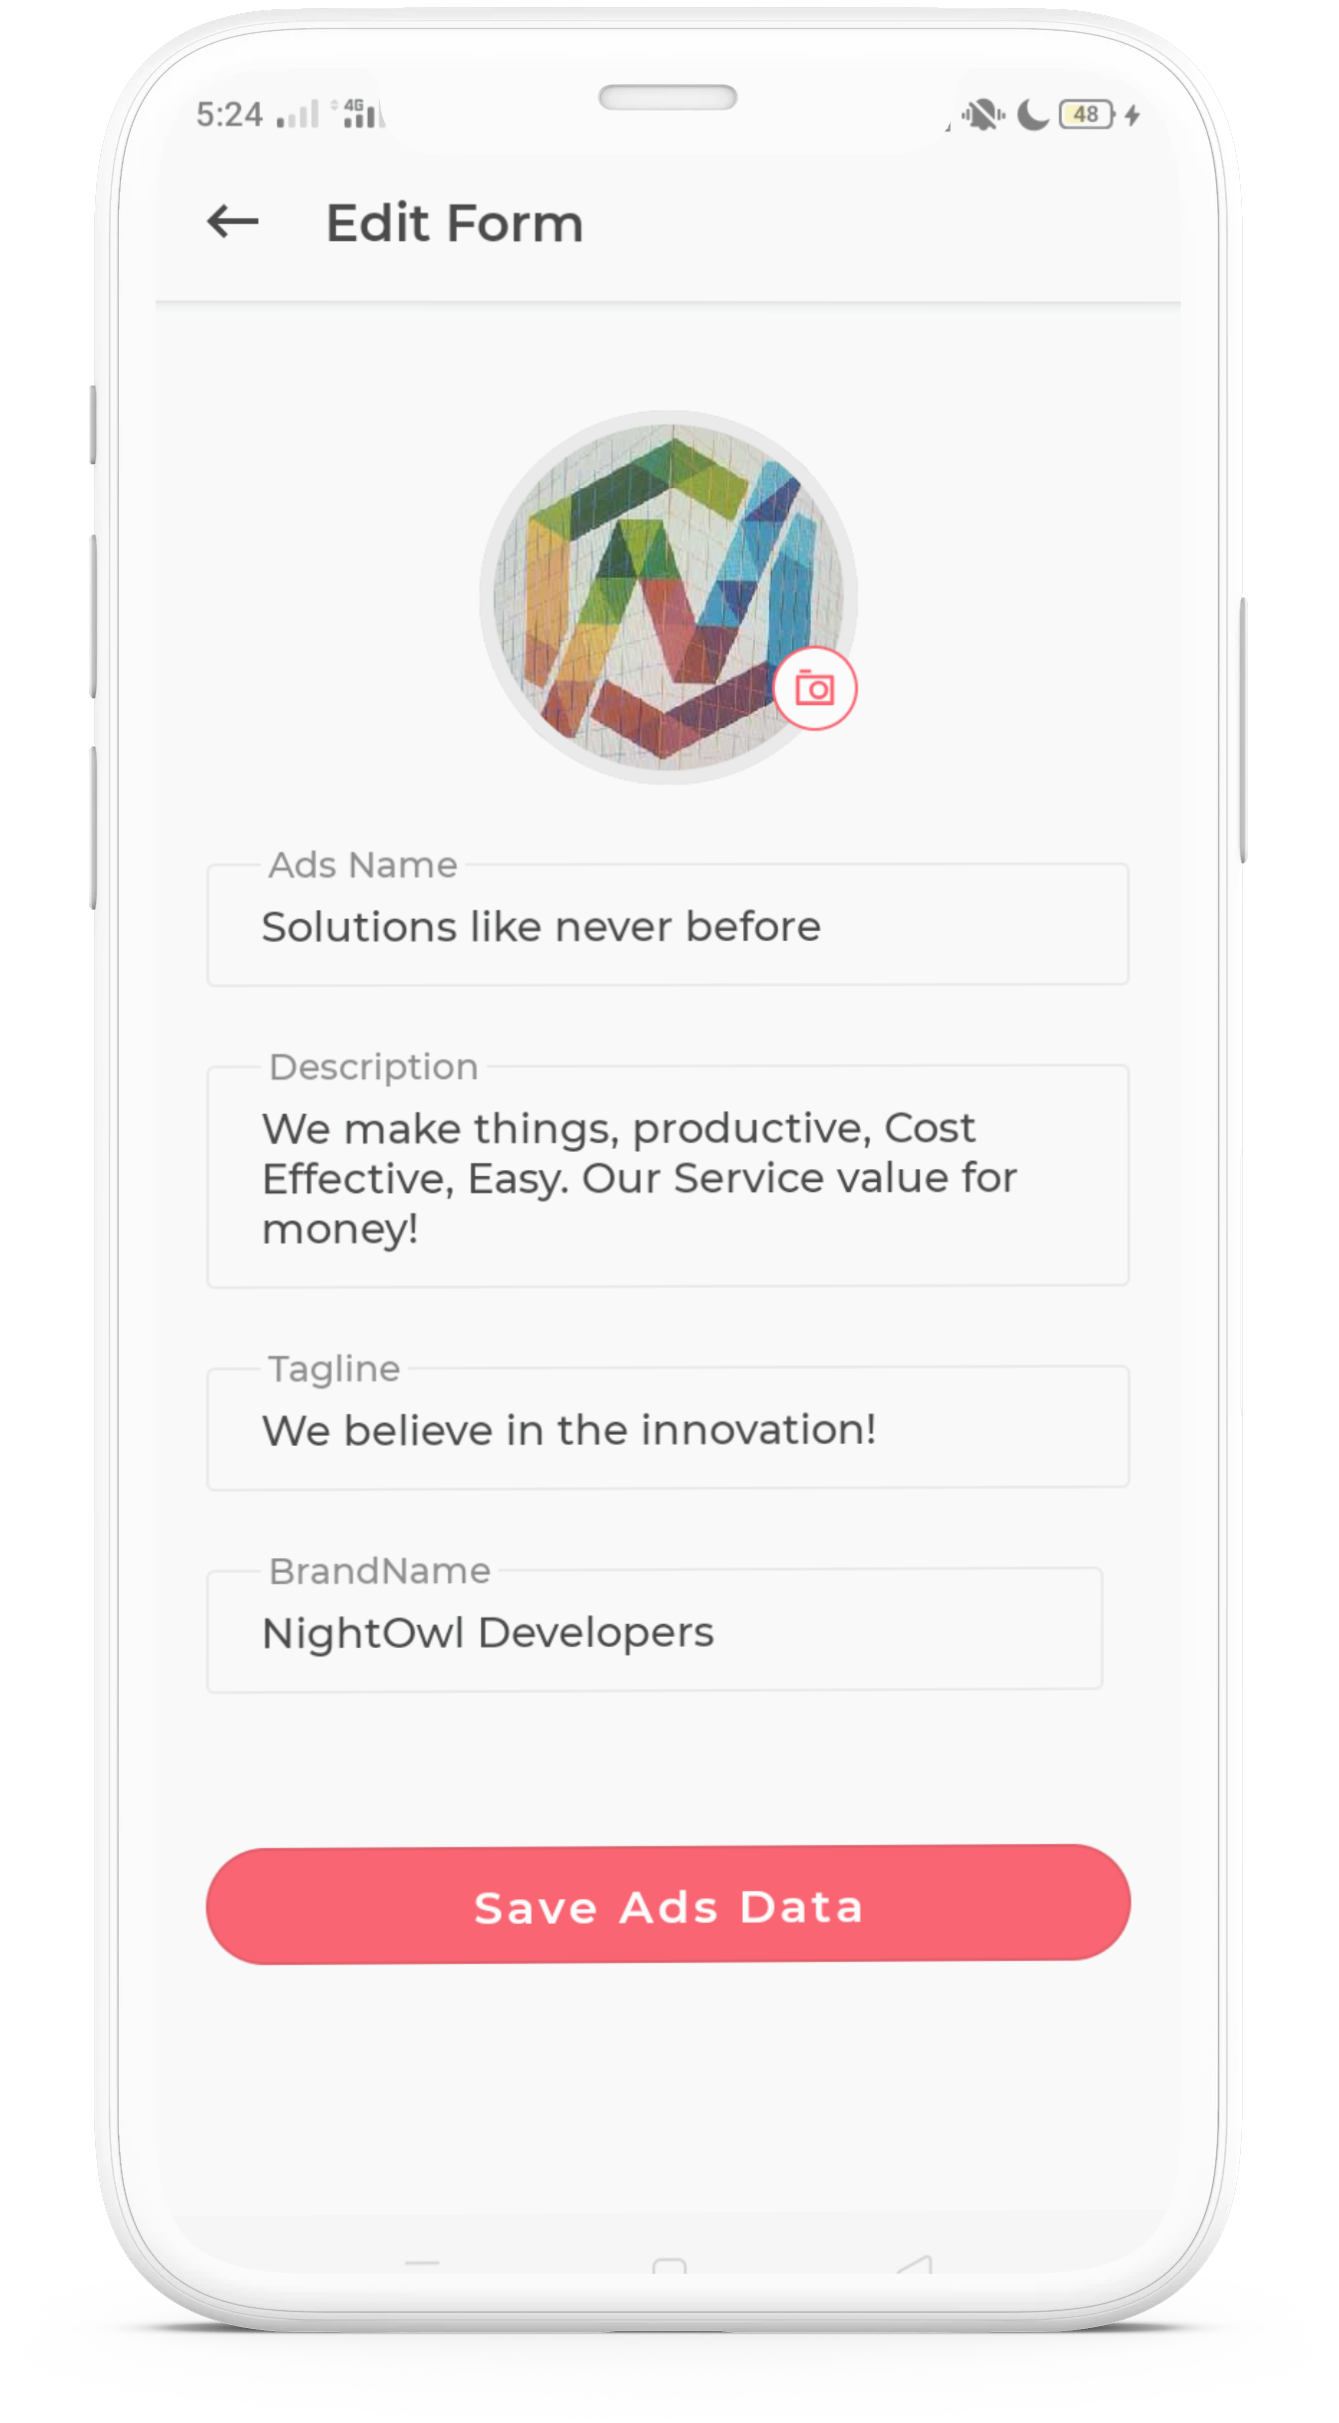 5:24 4G 48
Edit Form
Ads Name
Solutions like never before
Description
We make things, productive, Cost
Effective, Easy. Our Service value for
money!
Tagline
We believe in the innovation!
BrandName
NightOwl Developers
Save Ads Data